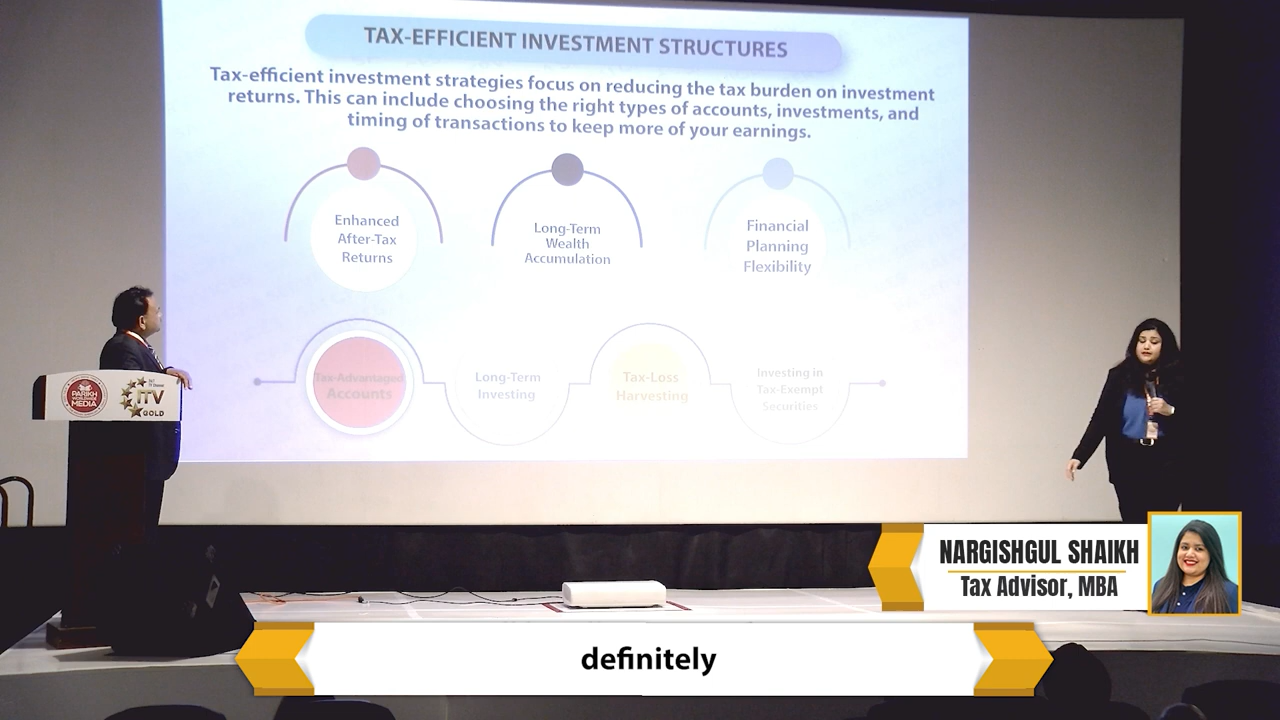 TAX-EFFICIENT INVESTMENT STRUCTURES
Tax-efficient investment strategies focus on reducing the tax burden on investment
returns. This can include choosing the right types of accounts, investments, and
timing of transactions to keep more of your earnings.
Enhanced
After-Tax
Returns
Long-Term
Wealth
Accumulation
Financial
Planning
Flexibility
Tax-Advantaged
Accounts
Long-Term
Investing
Tax-Loss
Harvesting
Investing in
Tax-Exempt
Securities
PARIKH
WORLDWIDE
MEDIA
ITV
GOLD
NARGISHGUL SHAIKH
Tax Advisor, MBA
definitely